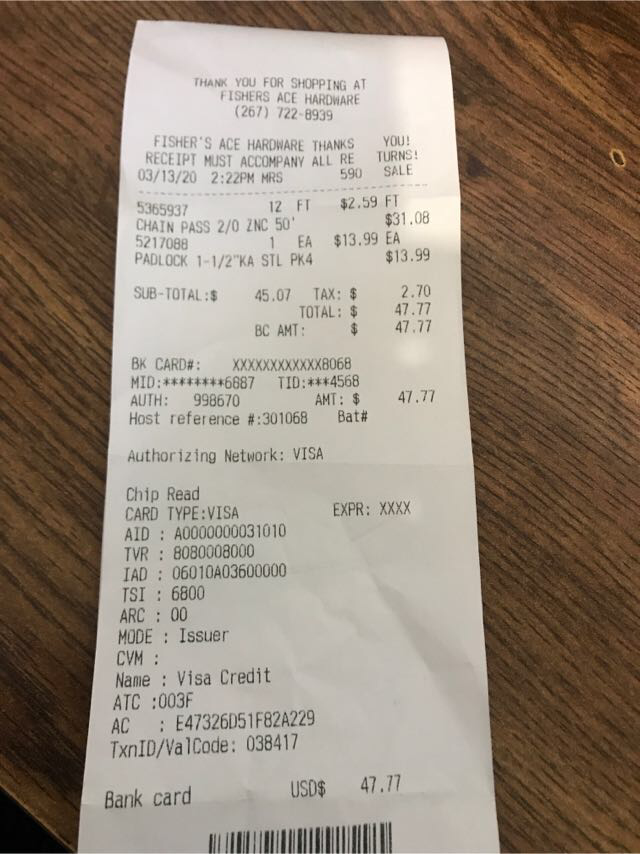 THANK YOU FOR SHOPPING AT
FISHERS ACE HARDWARE
(267) 722-8939
FISHER'S ACE HARDWARE THANKS YOU!
RECEIPT MUST ACCOMPANY ALL RE TURNS!
03/13/20 2:22PM MRS 590 SALE
5365937 12 FT $2.59 FT
CHAIN PASS 2/0 ZNC 50' $31.08
5217088 1 EA $13.99 EA
PADLOCK 1-1/2"KA STL PK4 $13.99
SUB-TOTAL:$ 45.07 TAX: $ 2.70
TOTAL: $ 47.77
BC AMT: $ 47.77
BK CARD#: XXXXXXXXXXXX8068
MID:********6887 TID:***4568
AUTH: 998670 AMT: $ 47.77
Host reference #:301068 Bat#
Authorizing Network: VISA
Chip Read
CARD TYPE:VISA EXPR: XXXX
AID : A0000000031010
TVR : 8080008000
IAD : 06010A03600000
TSI : 6800
ARC : 00
MODE : Issuer
CVM :
Name : Visa Credit
ATC :003F
AC : E47326D51F82A229
TxnID/ValCode: 038417
Bank card USD$ 47.77